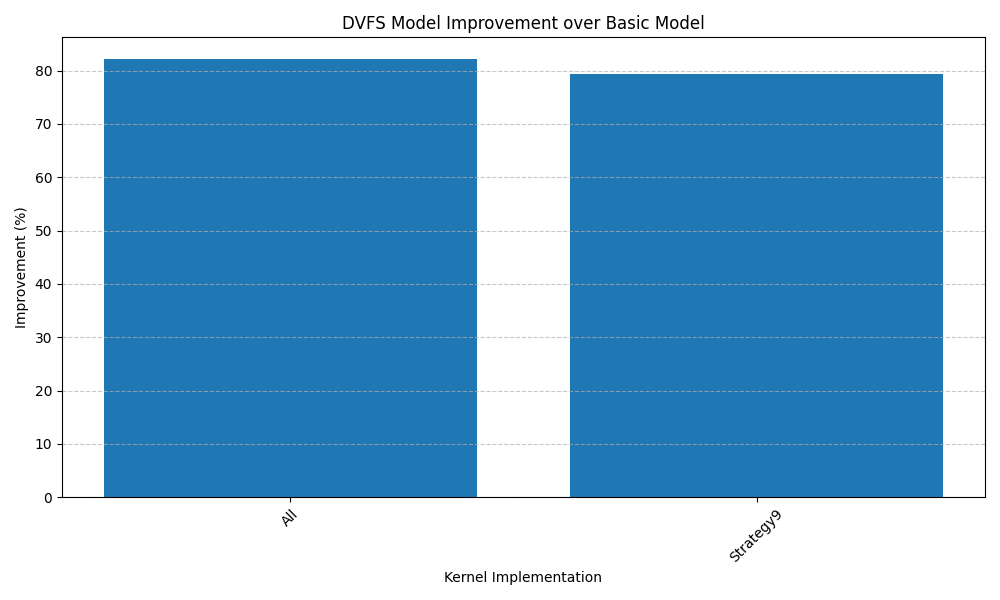 DVFS Model Improvement over Basic Model
Improvement (%)
80
70
60
50
40
30
20
10
0
All
Strategy9
Kernel Implementation